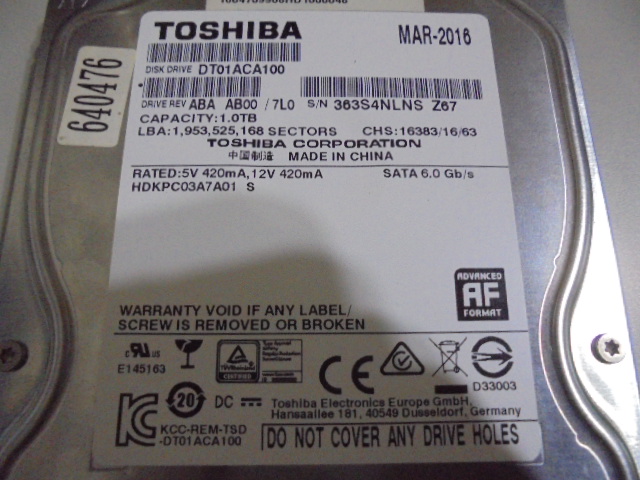 TOSHIBA
MAR-2016
DISK DRIVE DT01ACA100
DRIVE REV ABA AB00 / 7L0 S/N 363S4NLNS Z67
CAPACITY:1.0TB
LBA:1,953,525,168 SECTORS CHS:16383/16/63
TOSHIBA CORPORATION
中国制造 MADE IN CHINA
RATED:5V 420mA,12V 420mA SATA 6.0 Gb/s
HDKPC03A7A01 S
640476
ADVANCED
AF
FORMAT
WARRANTY VOID IF ANY LABEL/
SCREW IS REMOVED OR BROKEN
E145163
D33003
20 DC
Toshiba Electronics Europe GmbH
Hansaallee 181, 40549 Dusseldorf, Germany
KCC-REM-TSD
-DT01ACA100
DO NOT COVER ANY DRIVE HOLES